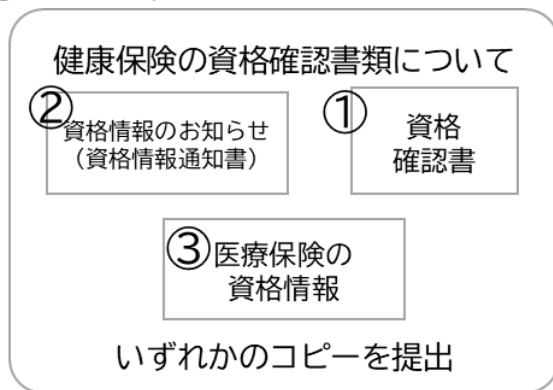 健康保険の資格確認書類について
②
資格情報のお知らせ
（資格情報通知書）
①
資格
確認書
③
医療保険の
資格情報
いずれかのコピーを提出